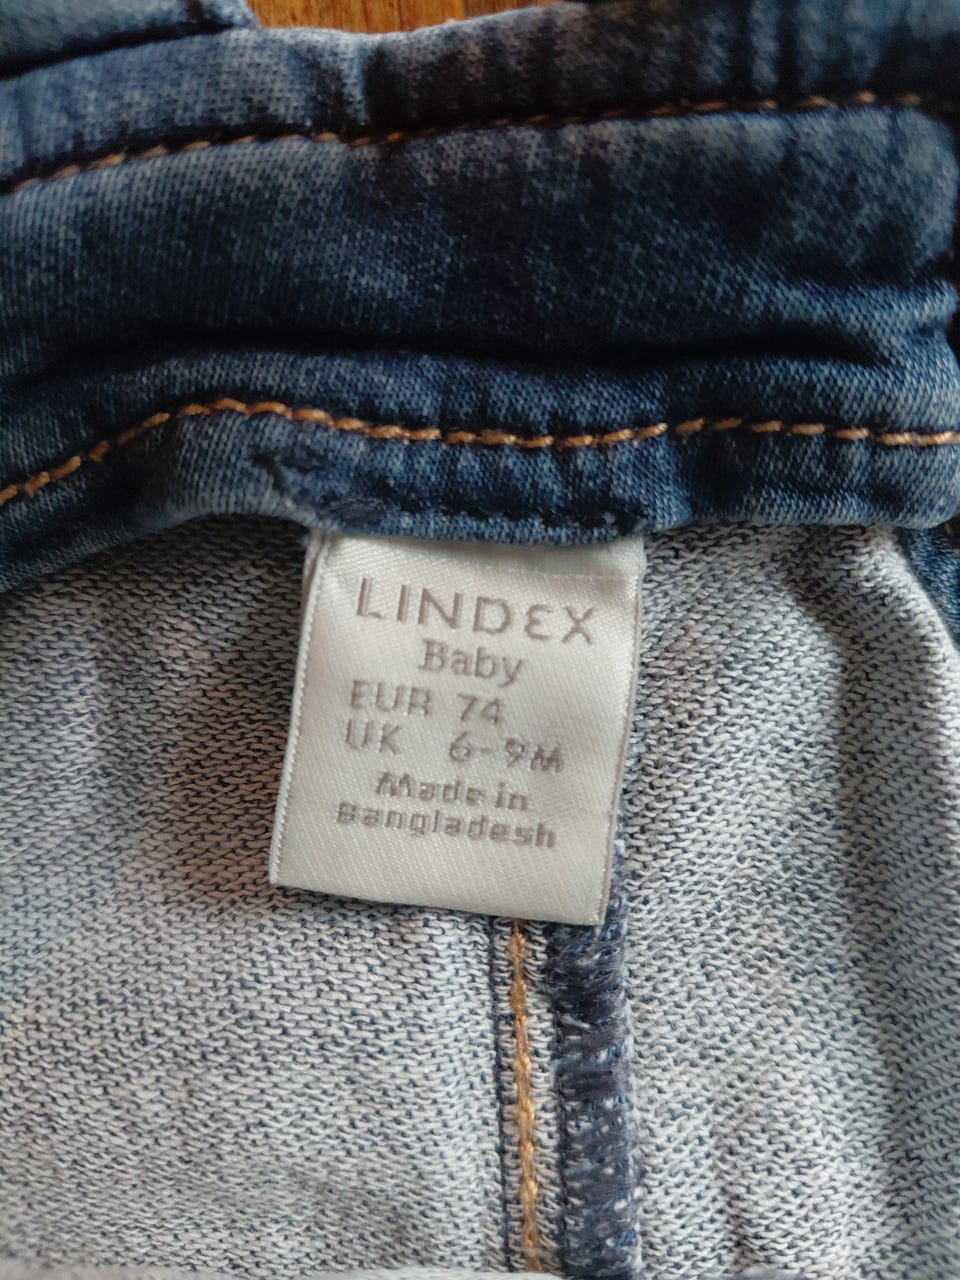 LINDEX
Baby
EUR 74
UK 6-9M
Made in
Bangladesh